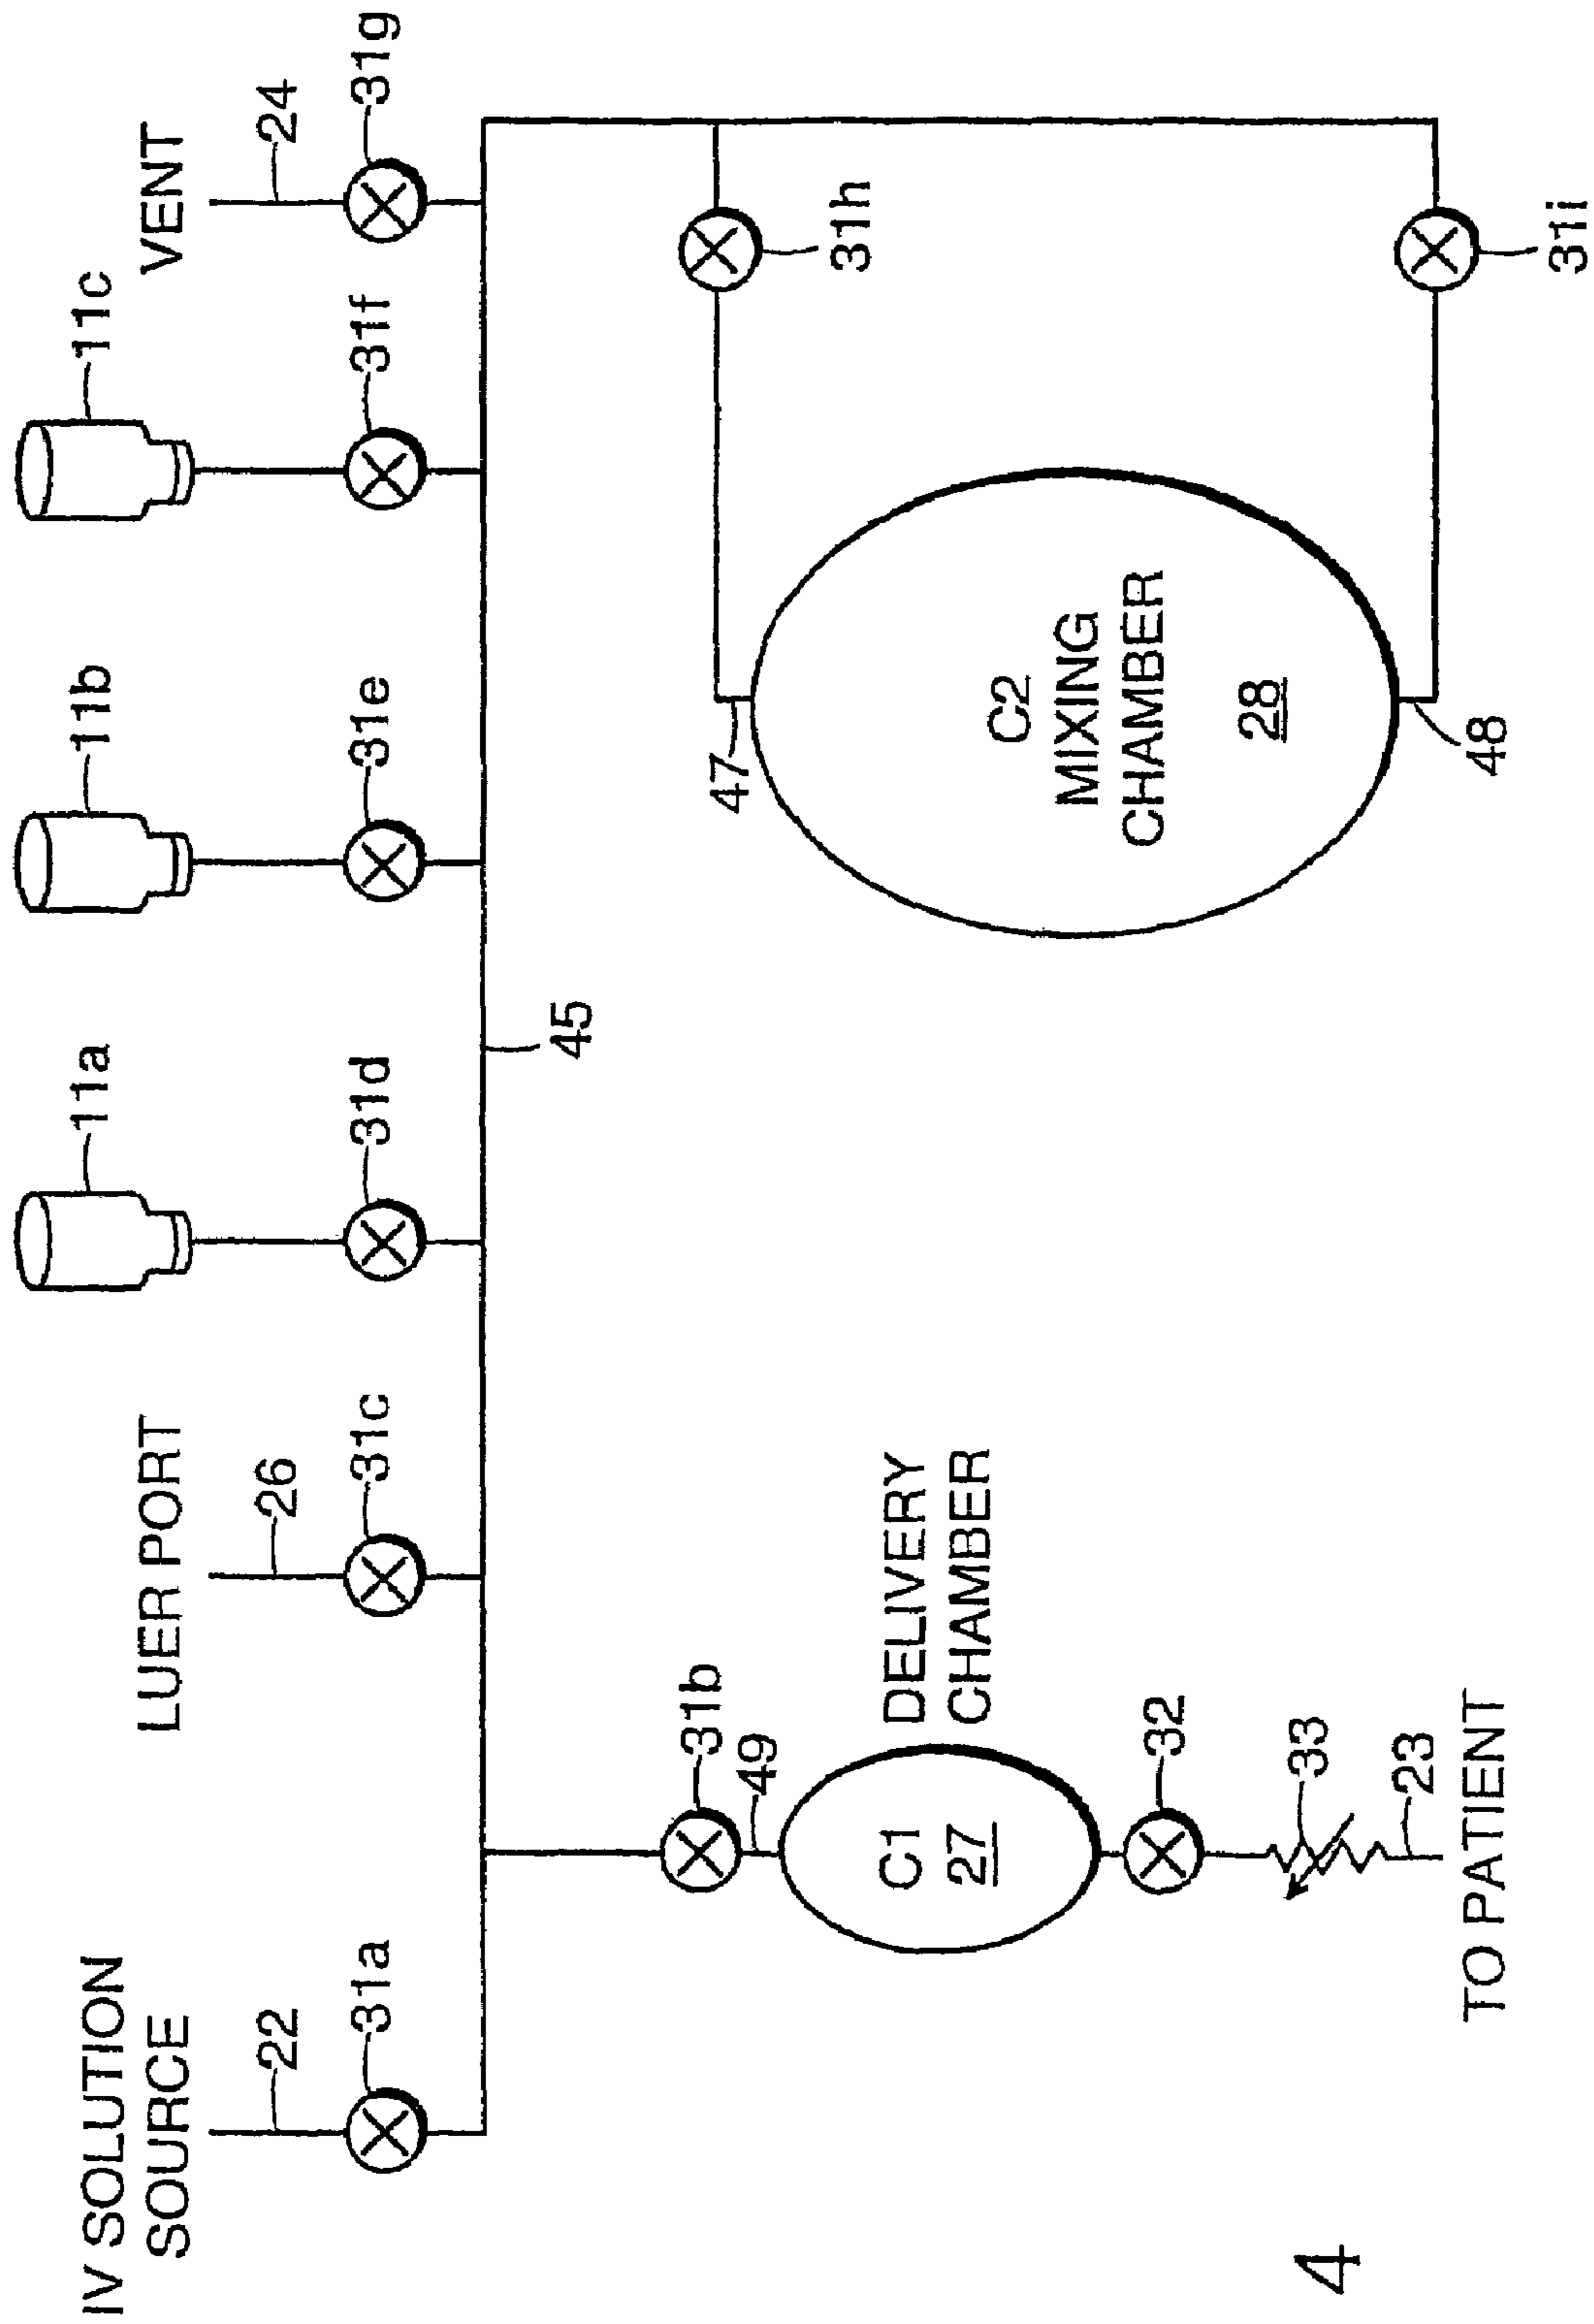 IV SOLUTION
SOURCE
22
31a
LUER PORT
26
31c
11a
31d
11b
31e
11c
31f
VENT
24
31g
45
31b
49
C1
27
DELIVERY
CHAMBER
32
33
23
TO PATIENT
47
31h
C2
MIXING
CHAMBER
28
48
31i
4